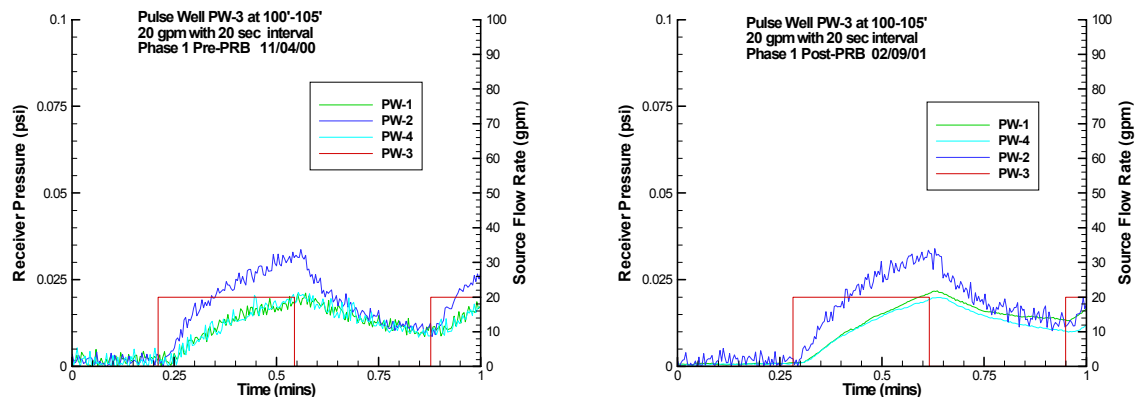 Pulse Well PW-3 at 100'-105'
20 gpm with 20 sec interval
Phase 1 Pre-PRB 11/04/00
PW-1
PW-2
PW-4
PW-3
Receiver Pressure (psi)
0.1
0.075
0.05
0.025
0
Source Flow Rate (gpm)
100
90
80
70
60
50
40
30
20
10
0
0
0.25
0.5
0.75
1
Time (mins)
Pulse Well PW-3 at 100-105'
20 gpm with 20 sec interval
Phase 1 Post-PRB 02/09/01
PW-1
PW-4
PW-2
PW-3
Receiver Pressure (psi)
0.1
0.075
0.05
0.025
0
Source Flow Rate (gpm)
100
90
80
70
60
50
40
30
20
10
0
0
0.25
0.5
0.75
1
Time (mins)